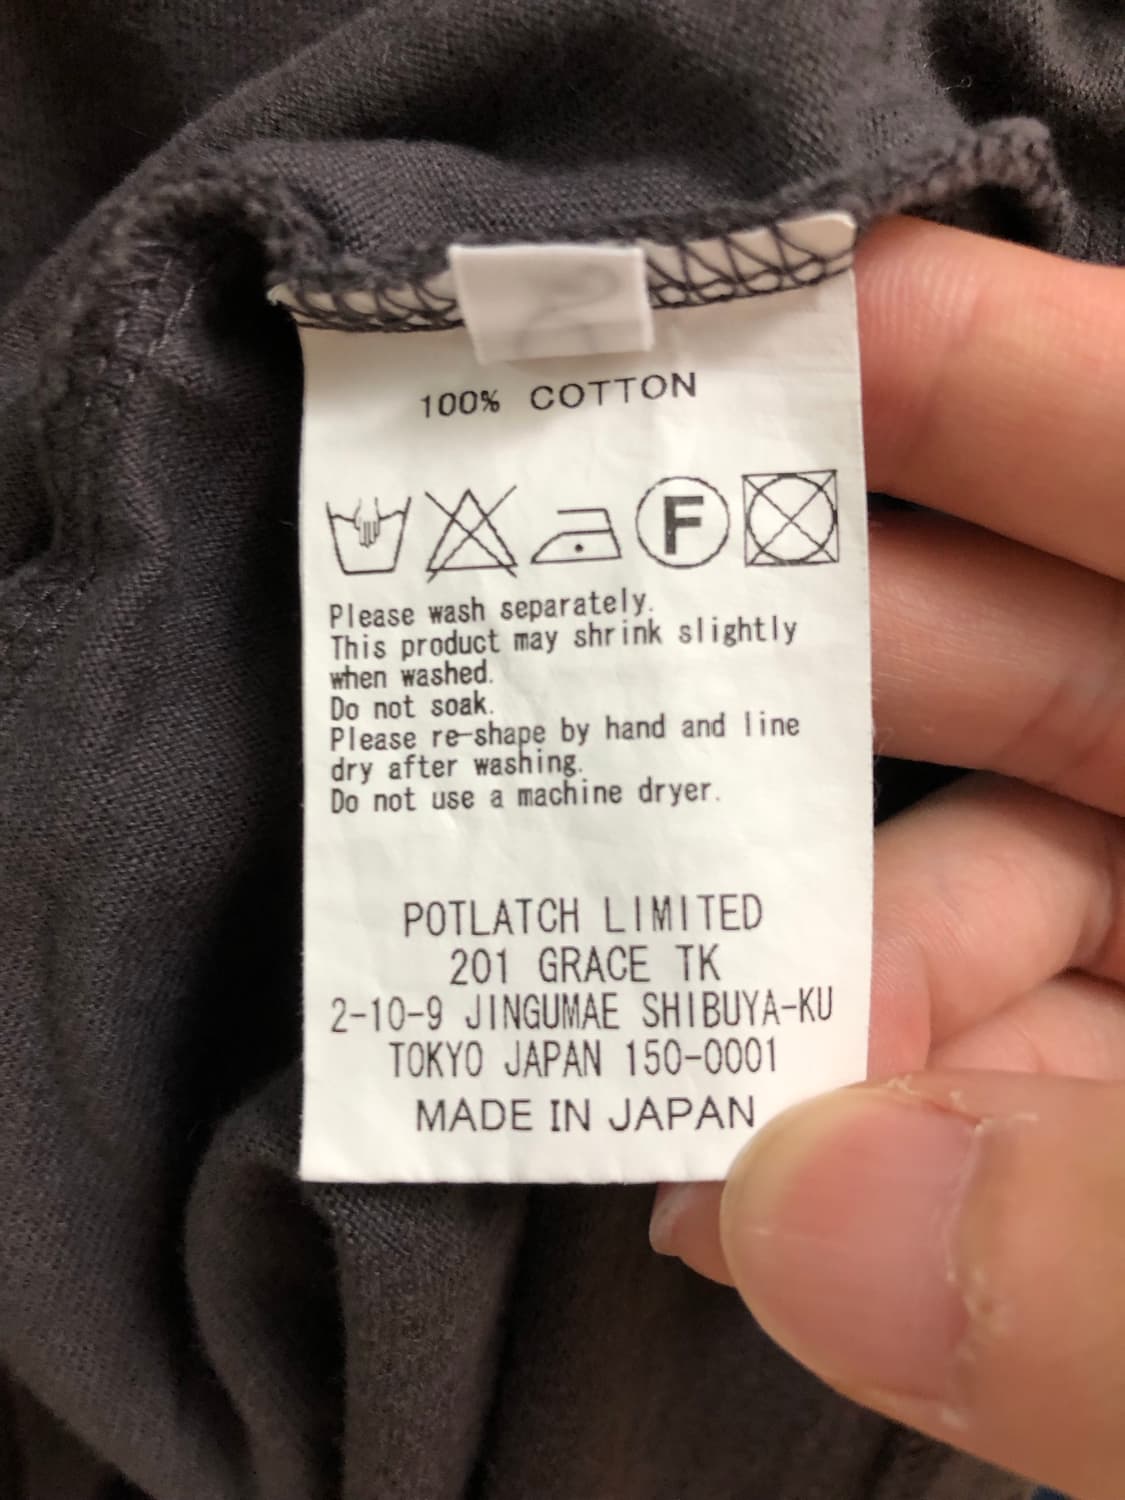 100% COTTON
F
Please wash separately.
This product may shrink slightly
when washed.
Do not soak.
Please re-shape by hand and line
dry after washing.
Do not use a machine dryer.
POTLATCH LIMITED
201 GRACE TK
2-10-9 JINGUMAE SHIBUYA-KU
TOKYO JAPAN 150-0001
MADE IN JAPAN